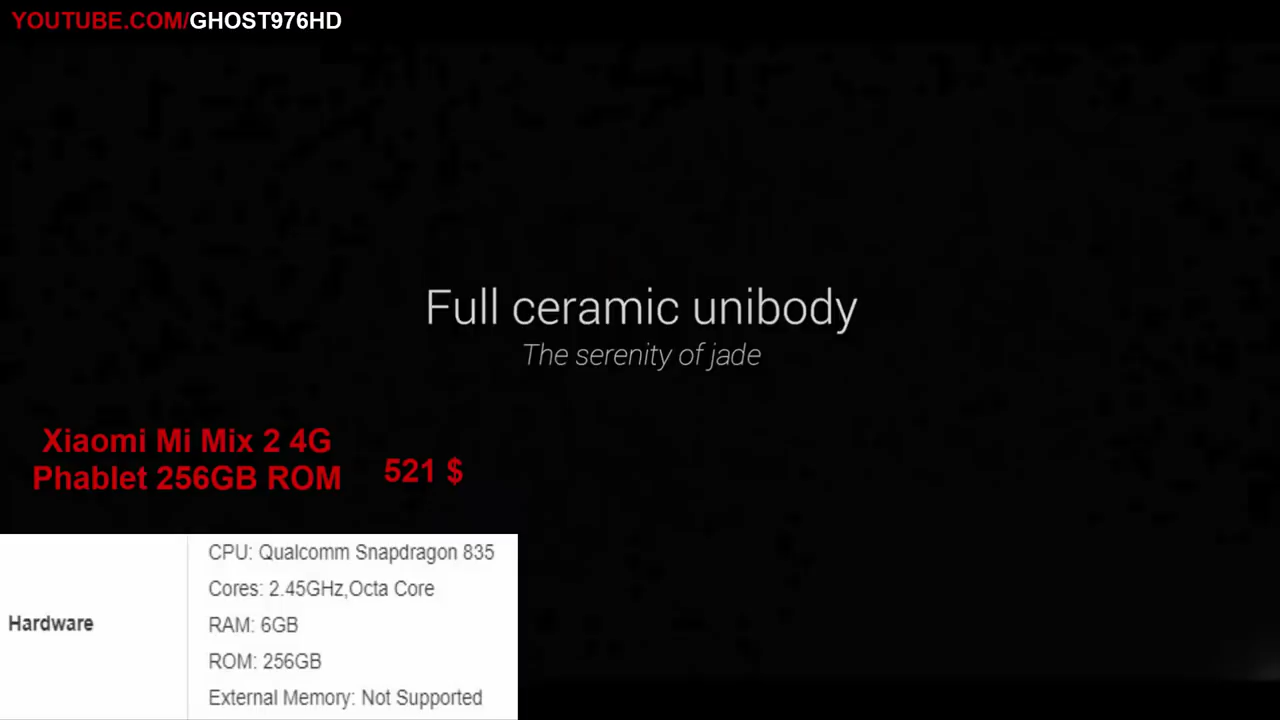 YOUTUBE.COM/GHOST976HD
Full ceramic unibody
The serenity of jade
Xiaomi Mi Mix 2 4G
Phablet 256GB ROM
521 $
Hardware
CPU: Qualcomm Snapdragon 835
Cores: 2.45GHz,Octa Core
RAM: 6GB
ROM: 256GB
External Memory: Not Supported